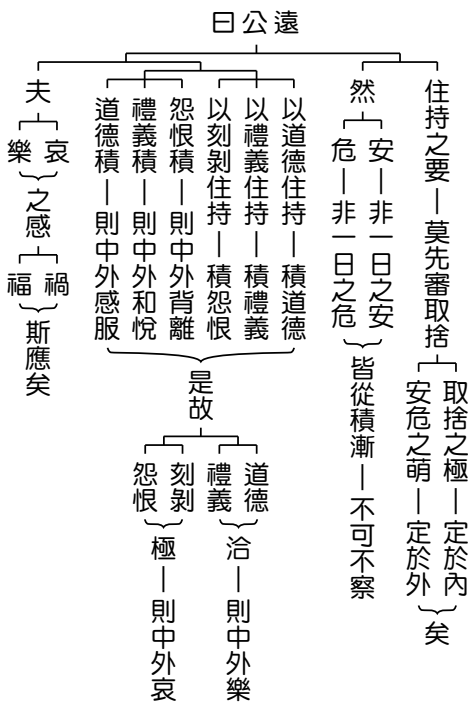 遠公曰
住持之要—莫先審取捨
取捨之極—定於內
安危之萌—定於外
矣
然
安—非一日之安
危—非一日之危
皆從積漸—不可不察
以道德住持—積道德
以禮義住持—積禮義
以刻剝住持—積怨恨
怨恨積—則中外背離
禮義積—則中外和悅
道德積—則中外感服
是故
道德
禮義
洽—則中外樂
刻剝
怨恨
極—則中外哀
夫
哀
樂
之感
禍
福
斯應矣